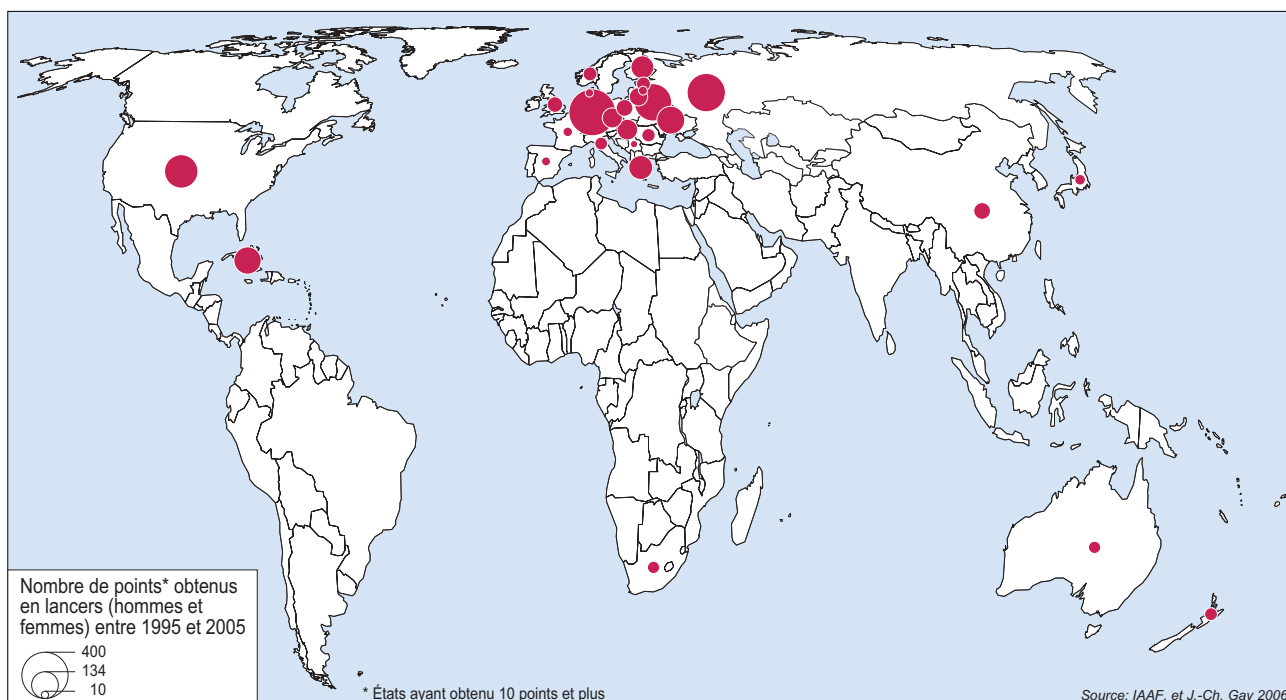 Nombre de points* obtenus
en lancers (hommes et
femmes) entre 1995 et 2005
400
134
10
* États ayant obtenu 10 points et plus
Source: IAAF, et J.-Ch. Gay 2006